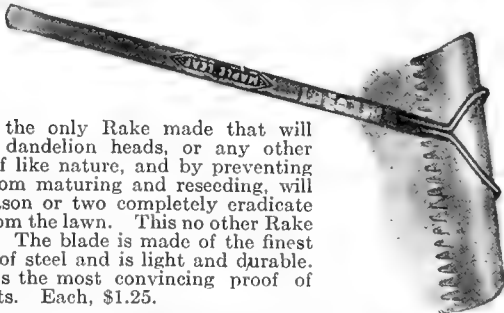 the only Rake made that will
dandelion heads, or any other
f like nature, and by preventing
om maturing and reseeding, will
ason or two completely eradicate
om the lawn. This no other Rake
The blade is made of the finest
of steel and is light and durable.
s the most convincing proof of
ts. Each, $1.25.